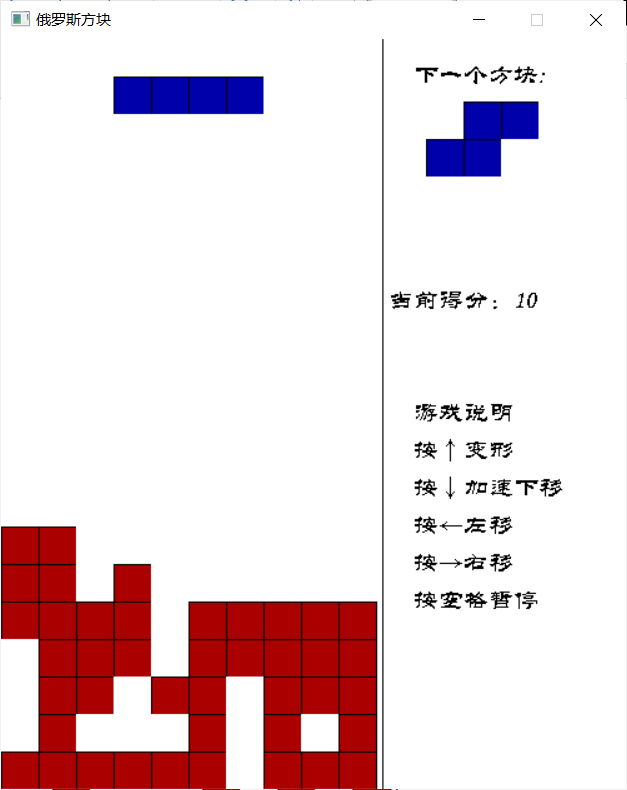 俄罗斯方块
下一个方块:
当前得分：10
游戏说明
按↑变形
按↓加速下移
按←左移
按→右移
按空格暂停